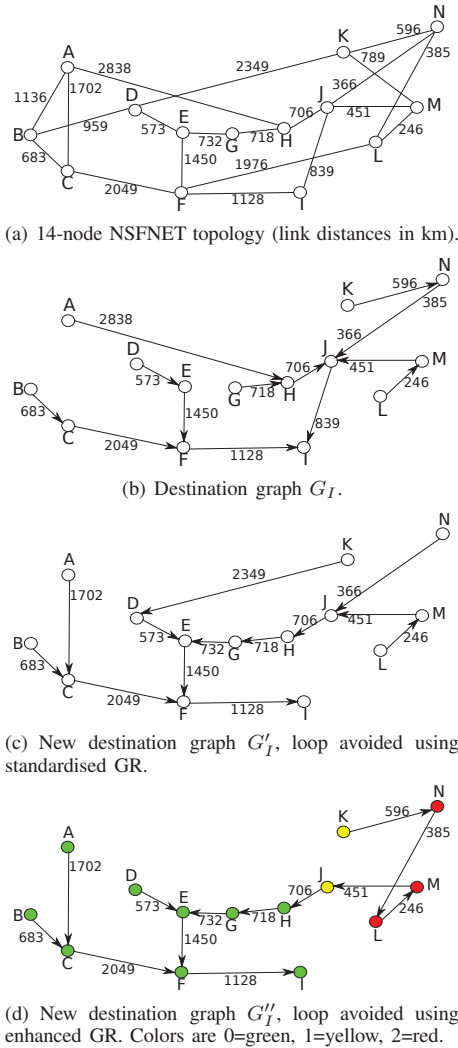 N
596
K
A
2349
789
385
2838
366
1136
1702
D
J
M
706
451
B
959
573
E
H
246
732
G
718
L
683
1450
1976
C
839
2049
F
1128
I
(a) 14-node NSFNET topology (link distances in km).
N
K
596
A
385
2838
366
D
J
M
706
451
B
573
E
718
H
246
G
L
683
1450
C
839
2049
F
1128
I
(b) Destination graph G_I.
N
K
A
2349
1702
366
D
J
M
706
451
B
573
E
732
718
H
246
G
L
683
1450
C
2049
F
1128
I
(c) New destination graph G′_I, loop avoided using
standardised GR.
N
K
596
A
385
1702
D
J
M
706
451
B
573
E
732
718
H
246
G
L
683
1450
C
2049
F
1128
I
(d) New destination graph G′′_I, loop avoided using
enhanced GR. Colors are 0=green, 1=yellow, 2=red.